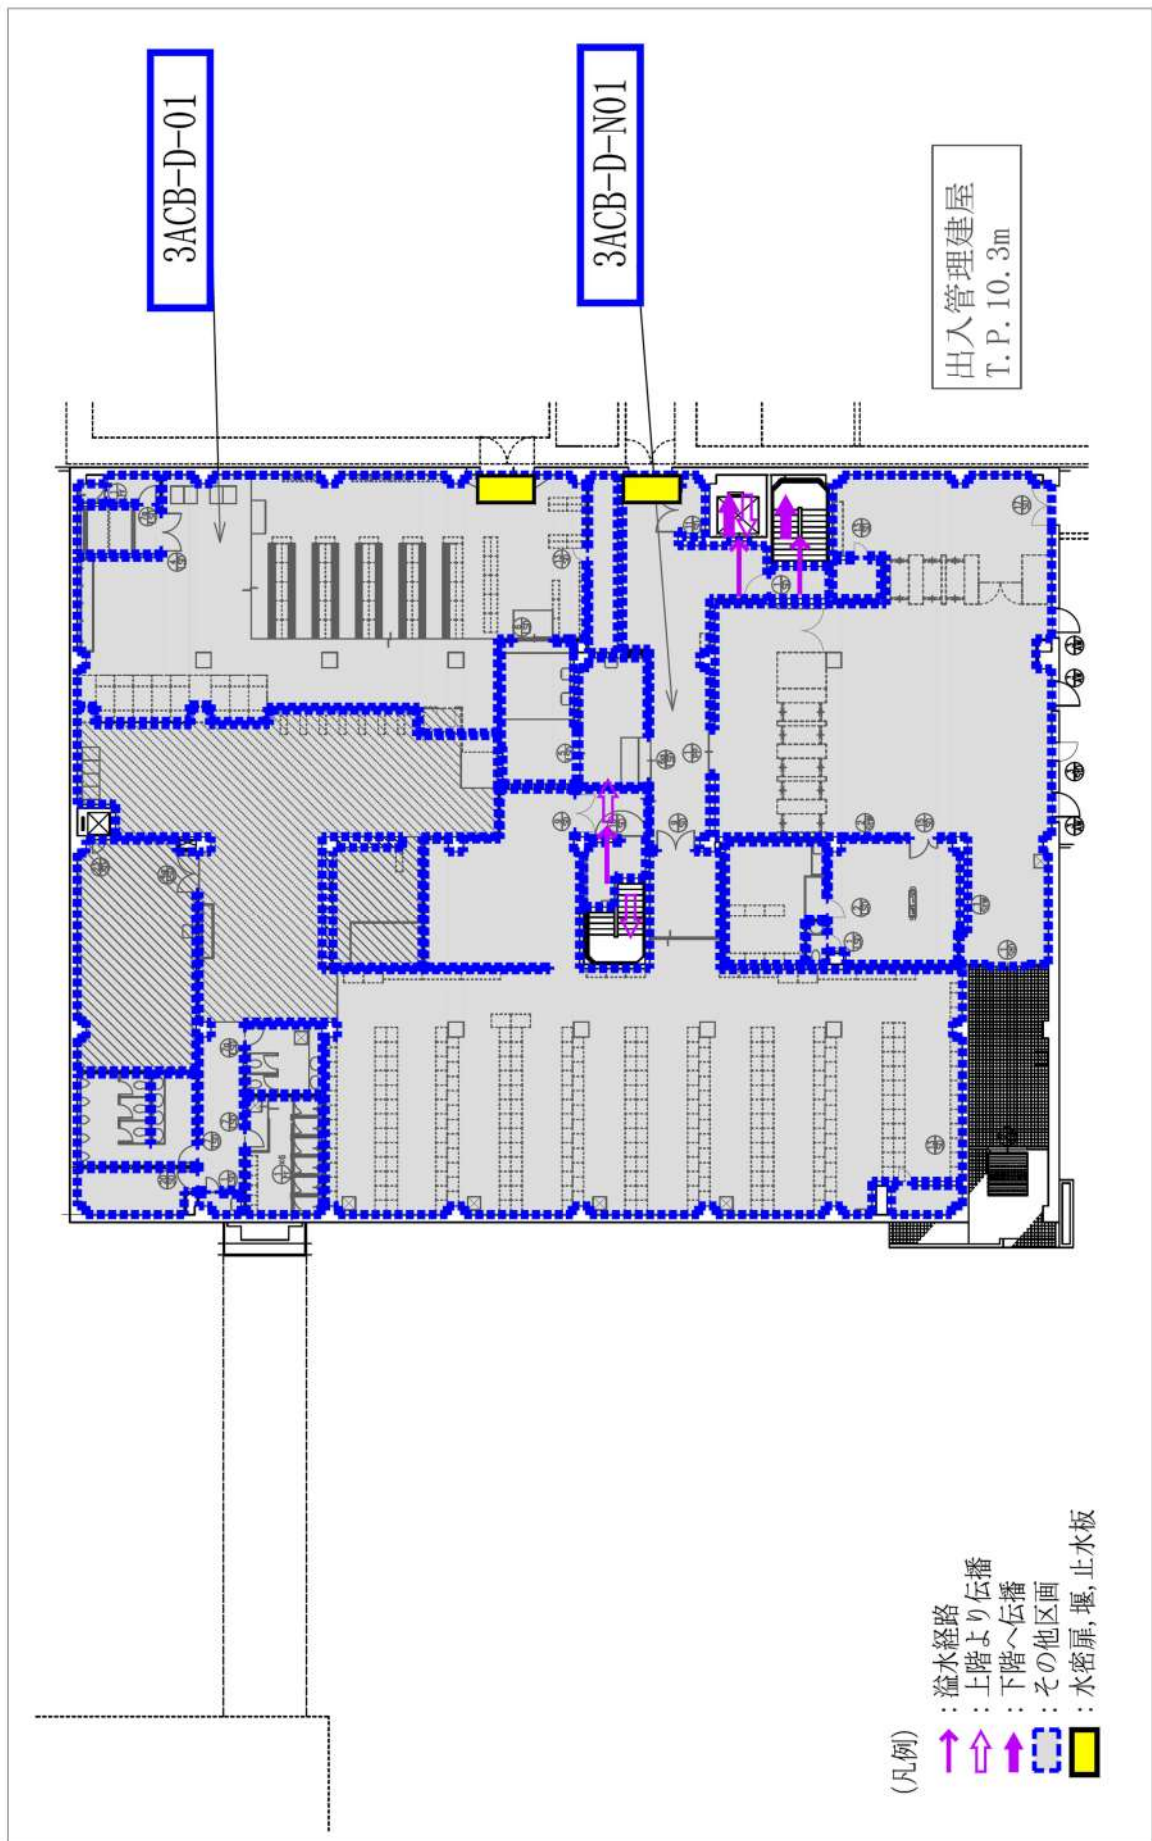 3ACB-D-01
3ACB-D-N01
出入管理建屋
T.P.10.3m
(凡例)
：溢水経路
：上階より伝播
：下階へ伝播
：その他区画
：水密扉,堰,止水板